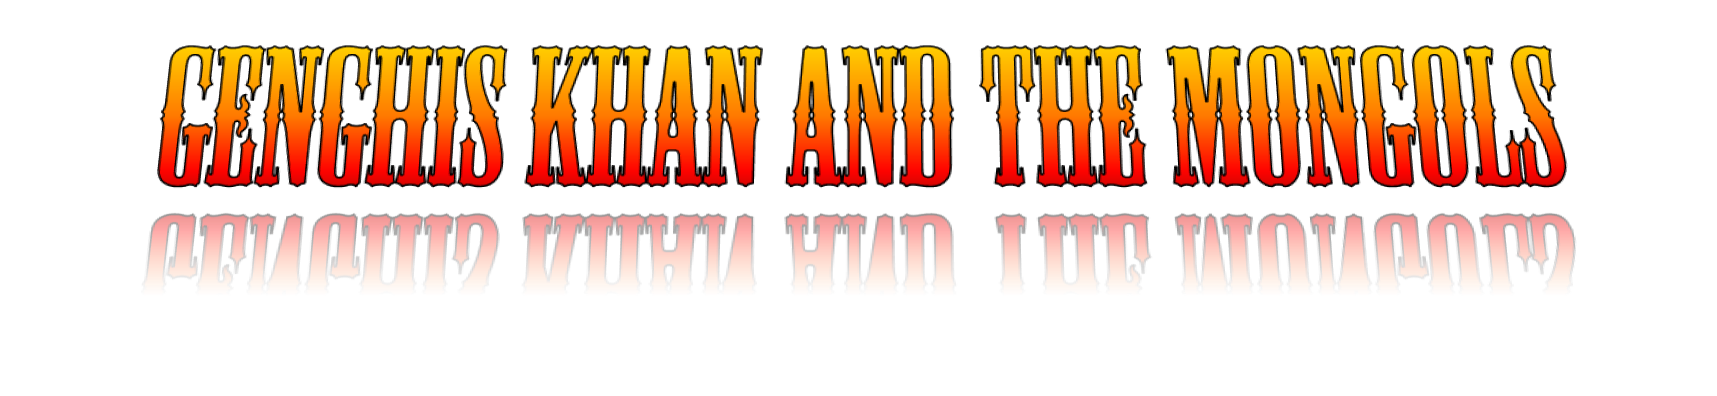 GENGHIS KHAN AND THE MONGOLS